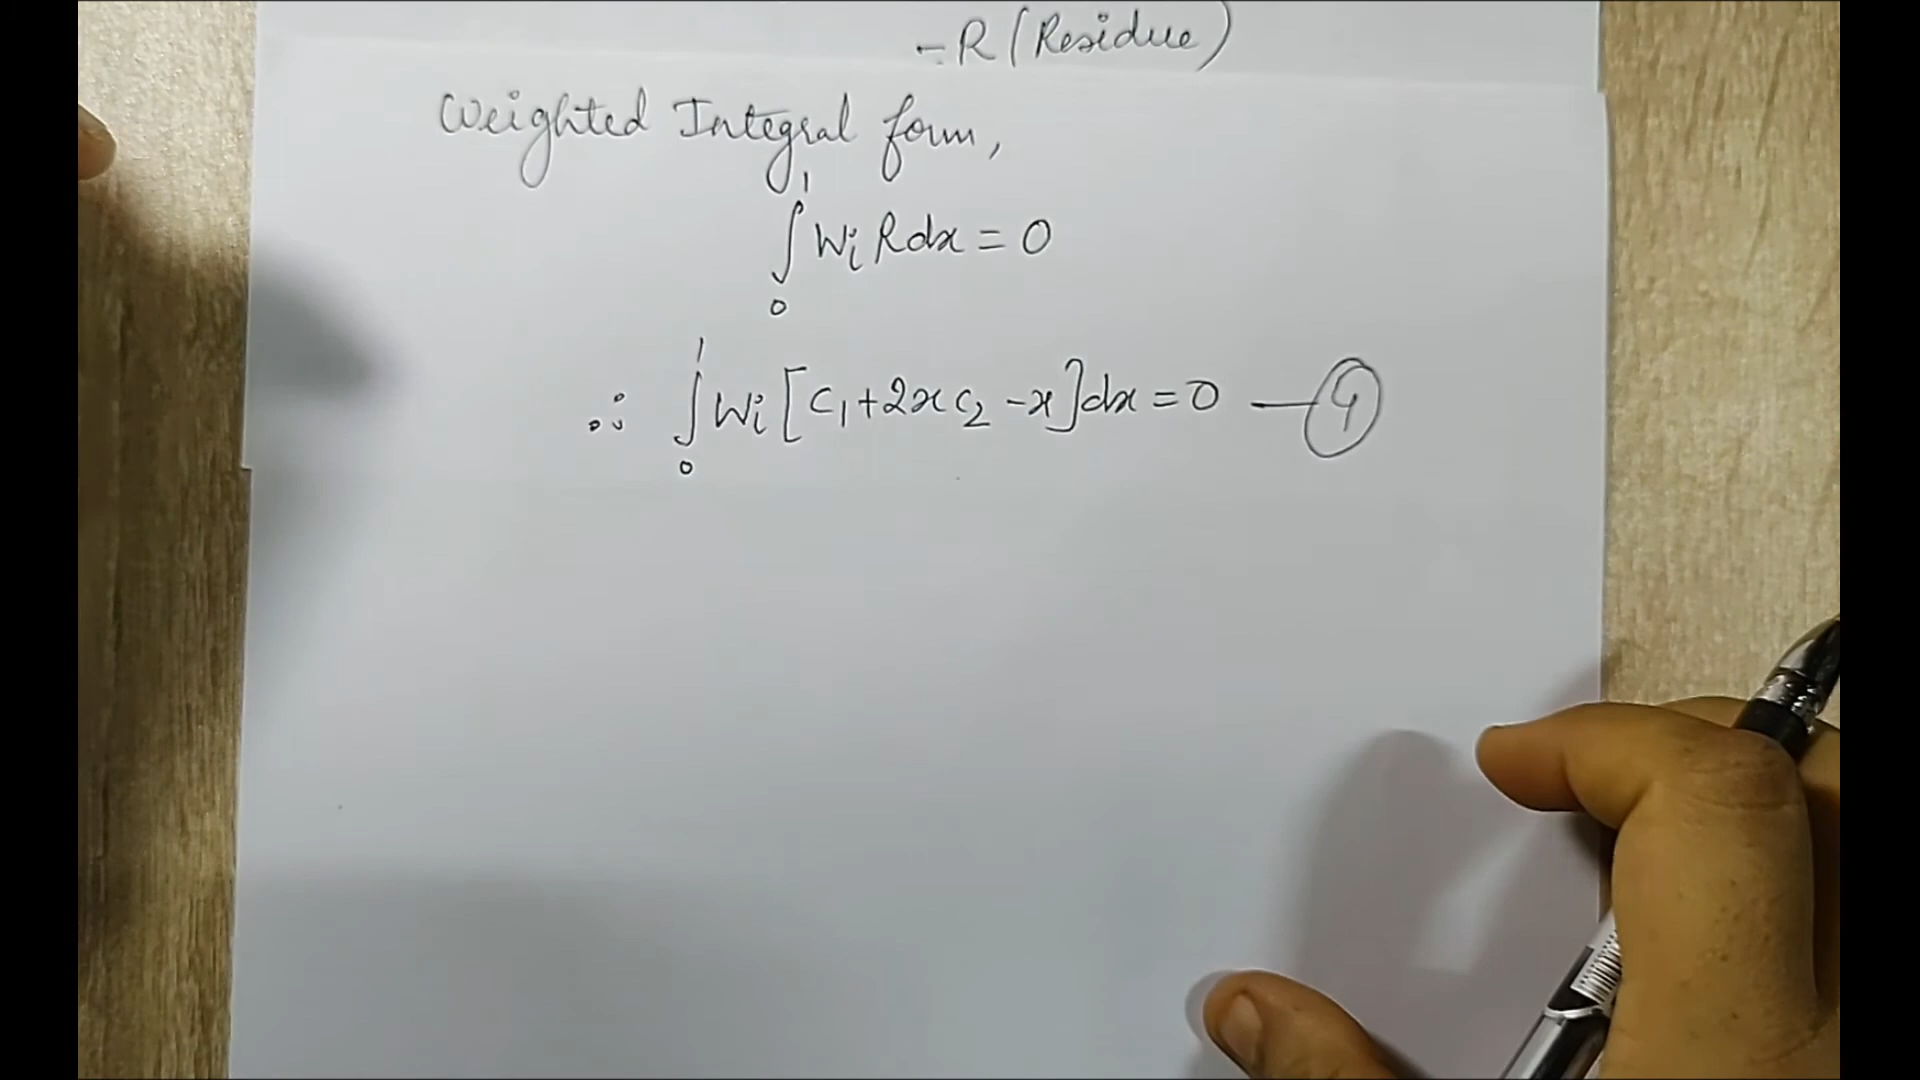 - R (Residue)
Weighted Integral form,
∫₀¹ Wi R dx = 0
∴ ∫₀¹ Wi [C₁ + 2x C₂ - x] dx = 0 — ④